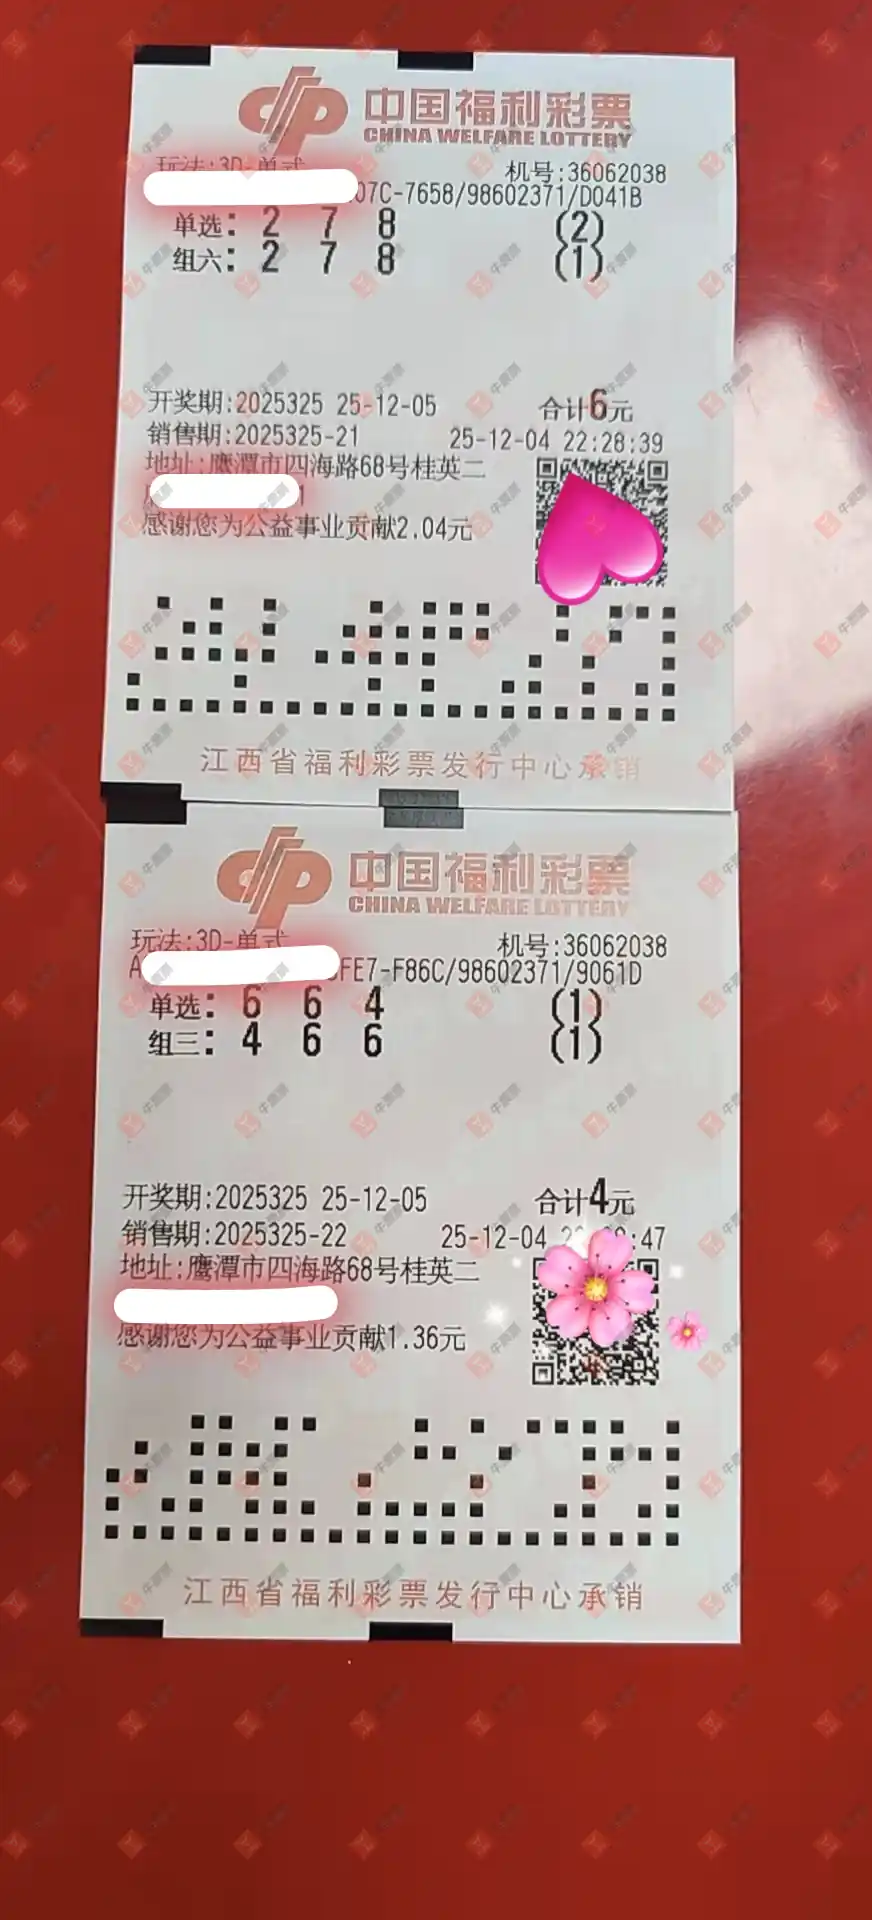 中国福利彩票
CHINA WELFARE LOTTERY
玩法:3D-单式 机号:36062038
07C-7658/98602371/D041B
单选: 2 7 8 (2)
组六: 2 7 8 (1)
开奖期:2025325 25-12-05 合计6元
销售期:2025325-21 25-12-04 22:28:39
地址:鹰潭市四海路68号桂英二
1
感谢您为公益事业贡献2.04元
江西省福利彩票发行中心承销
中国福利彩票
CHINA WELFARE LOTTERY
玩法:3D-单式 机号:36062038
A FE7-F86C/98602371/9061D
单选: 6 6 4 (1)
组三: 4 6 6 (1)
开奖期:2025325 25-12-05 合计4元
销售期:2025325-22 25-12-04 :47
地址:鹰潭市四海路68号桂英二
感谢您为公益事业贡献1.36元
江西省福利彩票发行中心承销